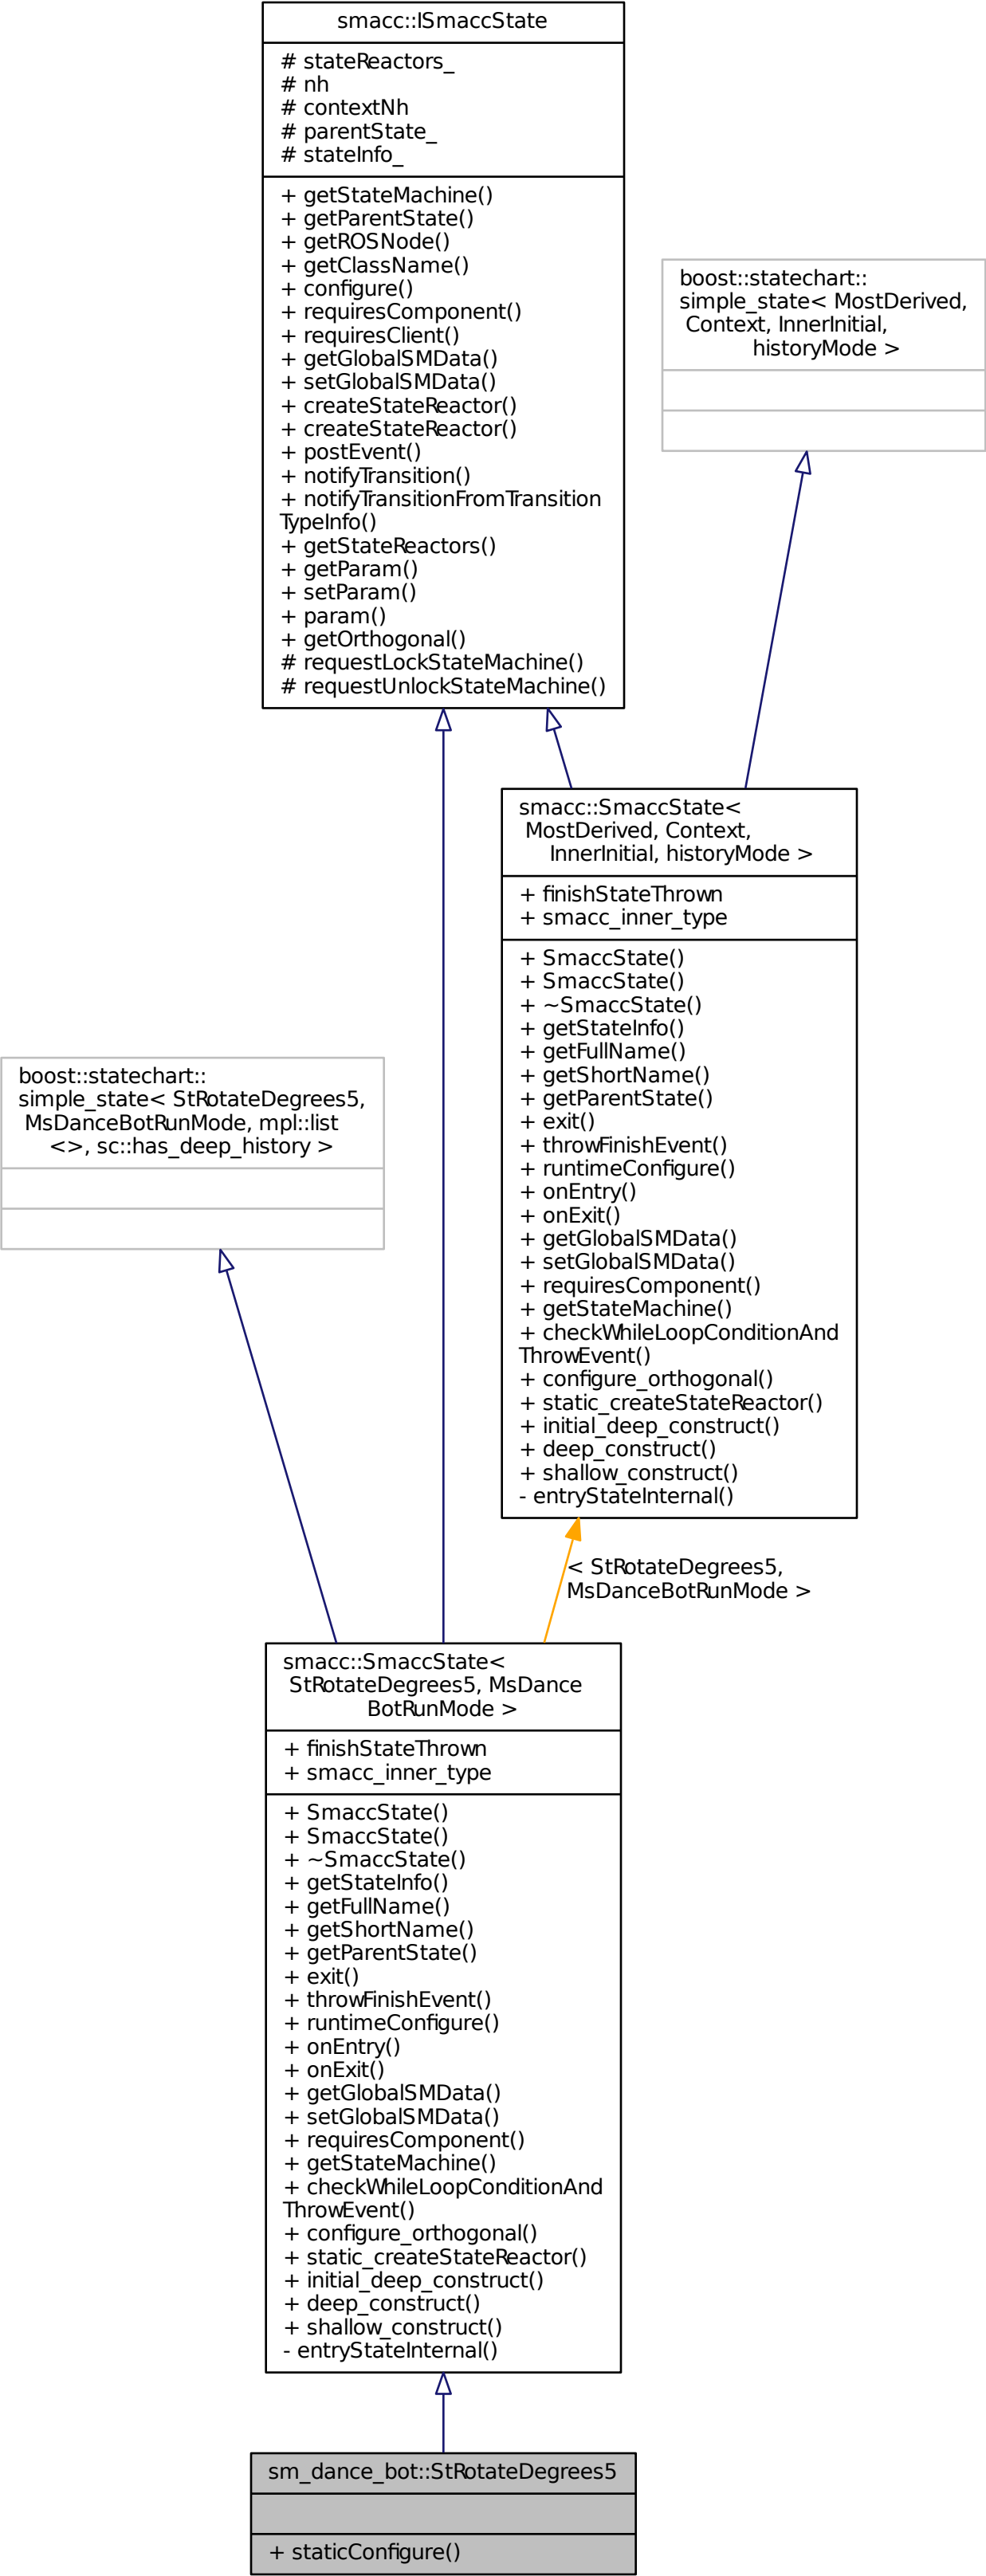 smacc::ISmaccState
# stateReactors_
# nh
# contextNh
# parentState_
# stateInfo_
+ getStateMachine()
+ getParentState()
+ getROSNode()
+ getClassName()
+ configure()
+ requiresComponent()
+ requiresClient()
+ getGlobalSMData()
+ setGlobalSMData()
+ createStateReactor()
+ createStateReactor()
+ postEvent()
+ notifyTransition()
+ notifyTransitionFromTransition
TypeInfo()
+ getStateReactors()
+ getParam()
+ setParam()
+ param()
+ getOrthogonal()
# requestLockStateMachine()
# requestUnlockStateMachine()
boost::statechart::
simple_state< MostDerived,
Context, InnerInitial,
historyMode >
smacc::SmaccState<
MostDerived, Context,
InnerInitial, historyMode >
+ finishStateThrown
+ smacc_inner_type
+ SmaccState()
+ SmaccState()
+ ~SmaccState()
+ getStateInfo()
+ getFullName()
+ getShortName()
+ getParentState()
+ exit()
+ throwFinishEvent()
+ runtimeConfigure()
+ onEntry()
+ onExit()
+ getGlobalSMData()
+ setGlobalSMData()
+ requiresComponent()
+ getStateMachine()
+ checkWhileLoopConditionAnd
ThrowEvent()
+ configure_orthogonal()
+ static_createStateReactor()
+ initial_deep_construct()
+ deep_construct()
+ shallow_construct()
- entryStateInternal()
boost::statechart::
simple_state< StRotateDegrees5,
MsDanceBotRunMode, mpl::list
<>, sc::has_deep_history >
< StRotateDegrees5,
MsDanceBotRunMode >
smacc::SmaccState<
StRotateDegrees5, MsDance
BotRunMode >
+ finishStateThrown
+ smacc_inner_type
+ SmaccState()
+ SmaccState()
+ ~SmaccState()
+ getStateInfo()
+ getFullName()
+ getShortName()
+ getParentState()
+ exit()
+ throwFinishEvent()
+ runtimeConfigure()
+ onEntry()
+ onExit()
+ getGlobalSMData()
+ setGlobalSMData()
+ requiresComponent()
+ getStateMachine()
+ checkWhileLoopConditionAnd
ThrowEvent()
+ configure_orthogonal()
+ static_createStateReactor()
+ initial_deep_construct()
+ deep_construct()
+ shallow_construct()
- entryStateInternal()
sm_dance_bot::StRotateDegrees5
+ staticConfigure()